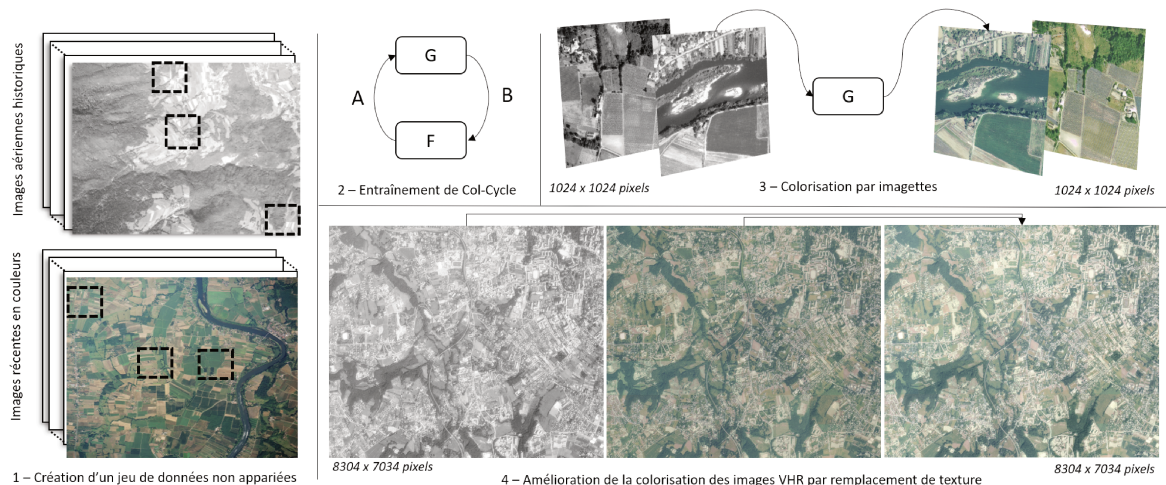 Images aériennes historiques
Images récentes en couleurs
1 – Création d'un jeu de données non appariées
G
A
B
F
2 – Entraînement de Col-Cycle
1024 x 1024 pixels
G
3 – Colorisation par imagettes
1024 x 1024 pixels
8304 x 7034 pixels
4 – Amélioration de la colorisation des images VHR par remplacement de texture
8304 x 7034 pixels